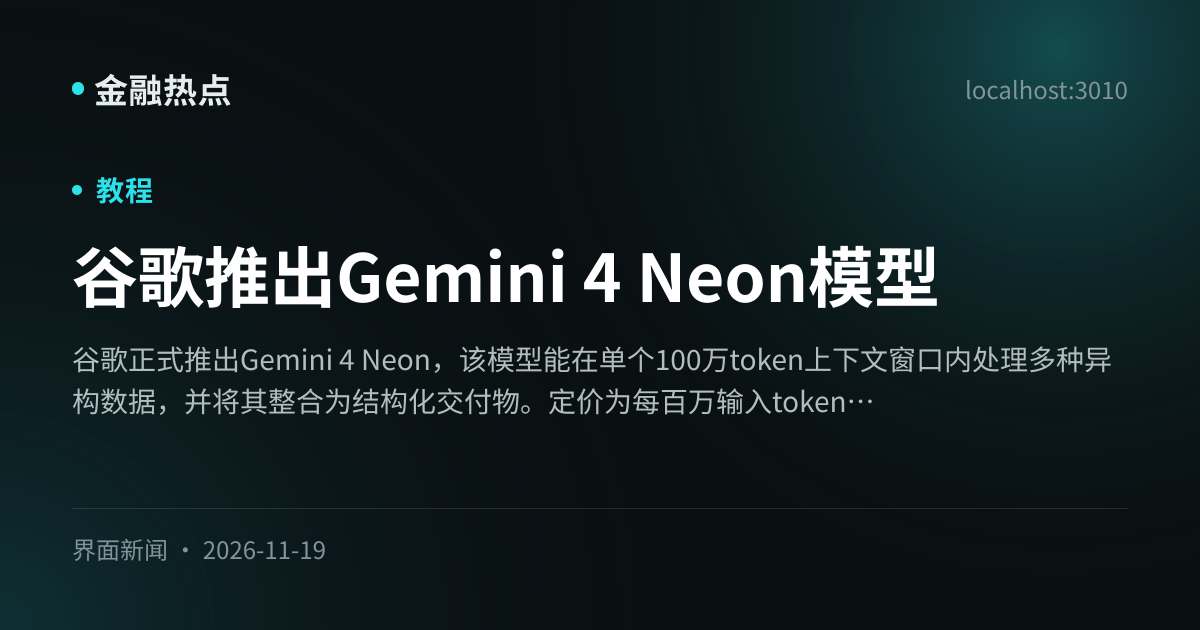 金融热点
localhost:3010
教程
谷歌推出Gemini 4 Neon模型
谷歌正式推出Gemini 4 Neon，该模型能在单个100万token上下文窗口内处理多种异
构数据，并将其整合为结构化交付物。定价为每百万输入token…
界面新闻 · 2026-11-19